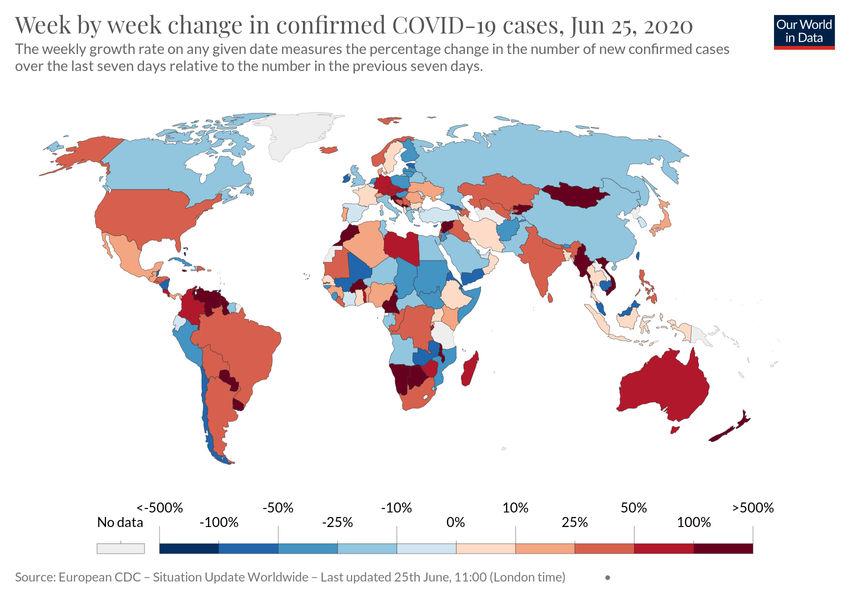 Week by week change in confirmed COVID-19 cases, Jun 25, 2020
Our World
in Data
The weekly growth rate on any given date measures the percentage change in the number of new confirmed cases
over the last seven days relative to the number in the previous seven days.
<-500% -50% -10% 10% 50% >500%
No data -100% -25% 0% 25% 100%
Source: European CDC – Situation Update Worldwide – Last updated 25th June, 11:00 (London time) •